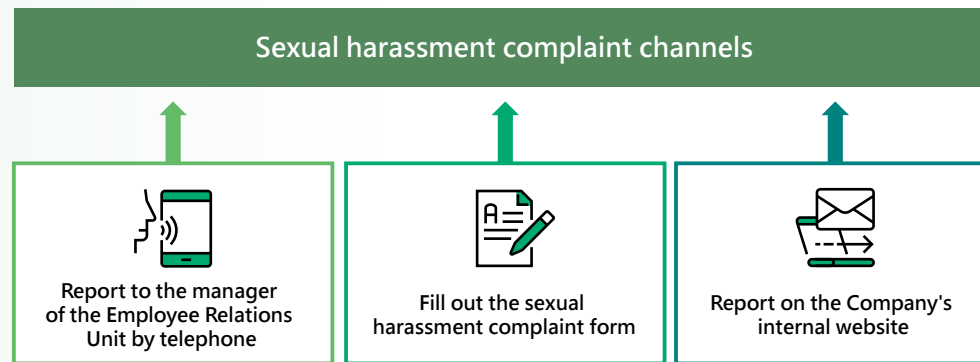 Sexual harassment complaint channels
Report to the manager
of the Employee Relations
Unit by telephone
A
Fill out the sexual
harassment complaint form
Report on the Company's
internal website